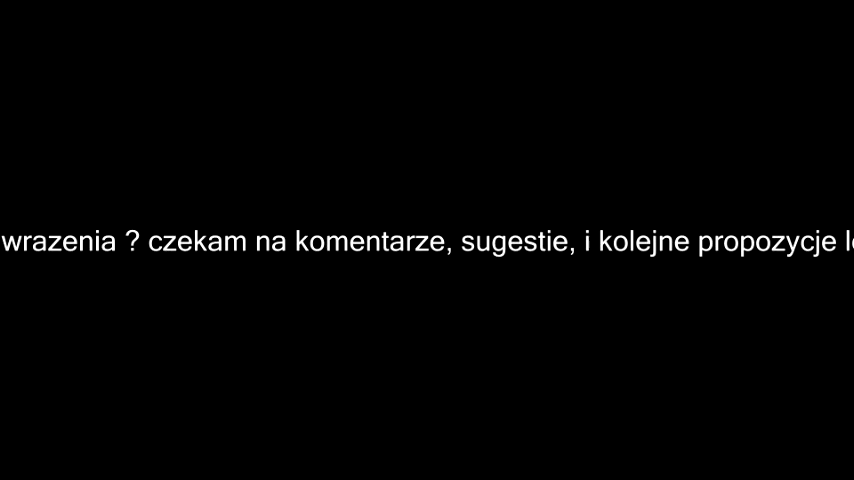 wrazenia ? czekam na komentarze, sugestie, i kolejne propozycje